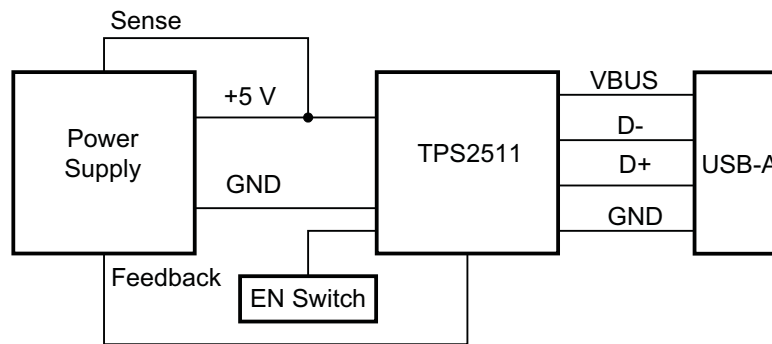 Sense
+5 V
Power
Supply
GND
Feedback
EN Switch
TPS2511
VBUS
D-
D+
GND
USB-A